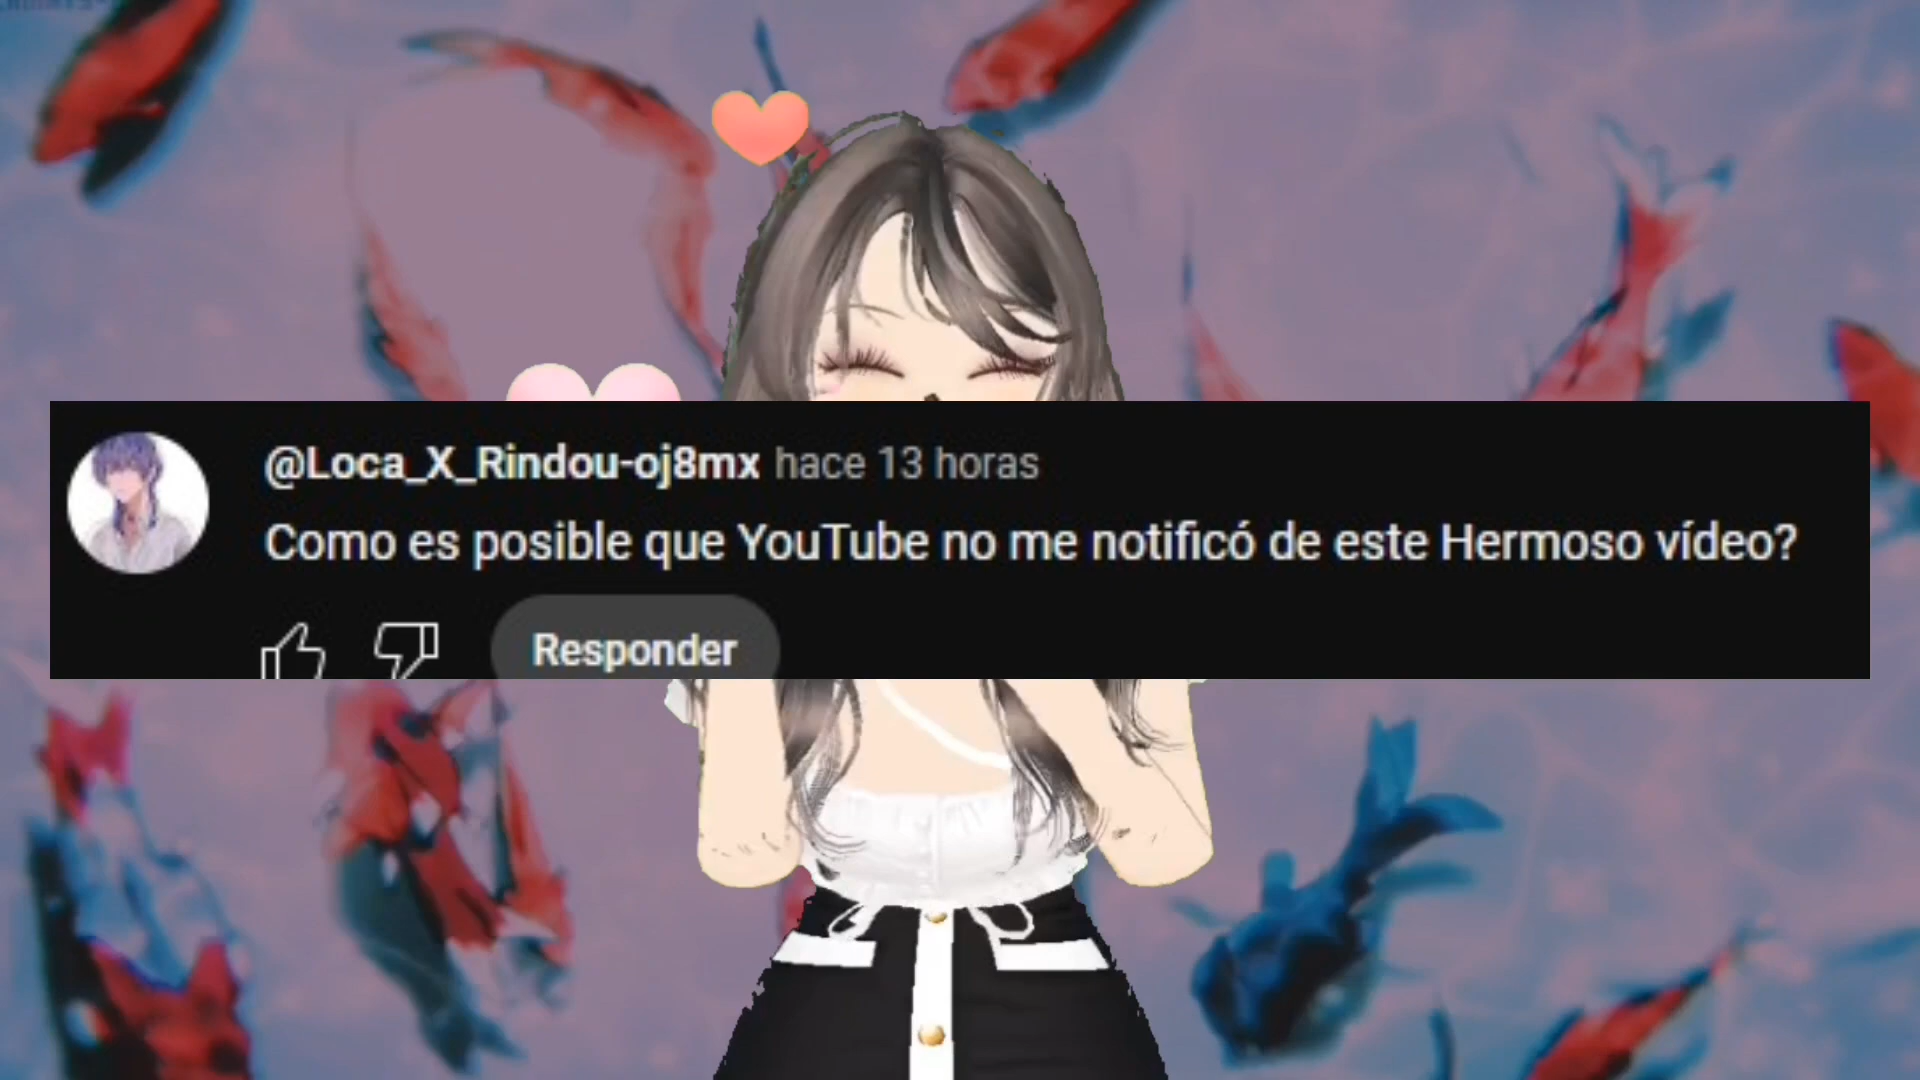 @Loca_X_Rindou-oj8mx hace 13 horas
Como es posible que YouTube no me notificó de este Hermoso vídeo?
Responder